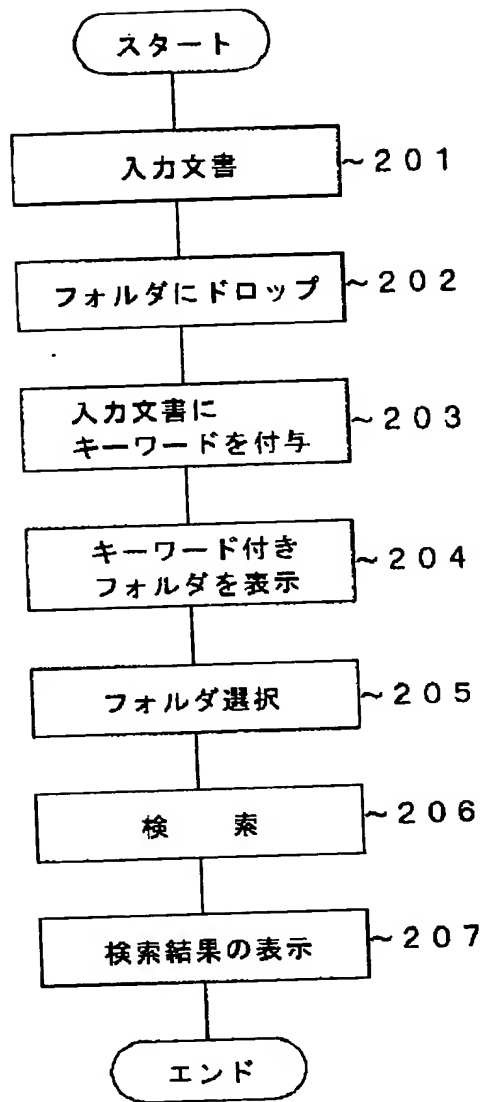 スタート
入力文書 ~201
フォルダにドロップ ~202
入力文書に
キーワードを付与 ~203
キーワード付き
フォルダを表示 ~204
フォルダ選択 ~205
検　索 ~206
検索結果の表示 ~207
エンド